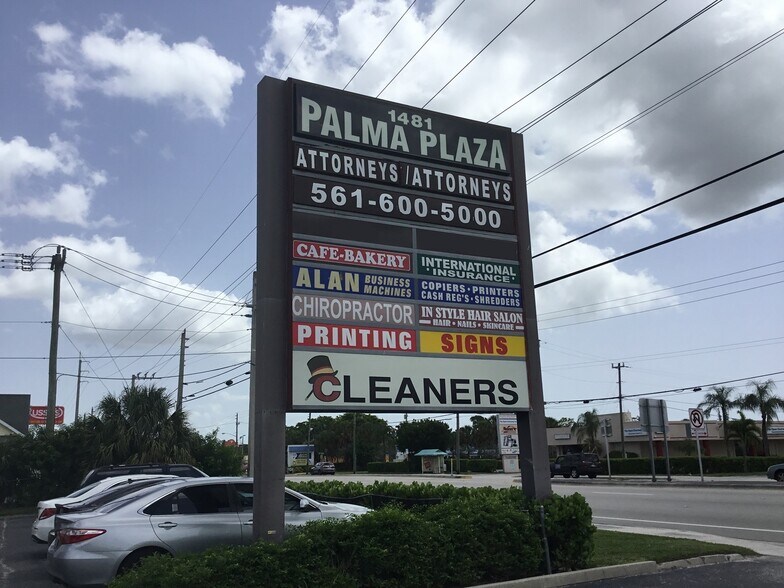 1481
PALMA PLAZA
ATTORNEYS/ATTORNEYS
561-600-5000
CAFE-BAKERY
INTERNATIONAL
INSURANCE
ALAN BUSINESS MACHINES
COPIERS · PRINTERS
CASH REG'S · SHREDDERS
CHIROPRACTOR
IN STYLE HAIR SALON
HAIR · NAILS · SKINCARE
PRINTING
SIGNS
CLEANERS